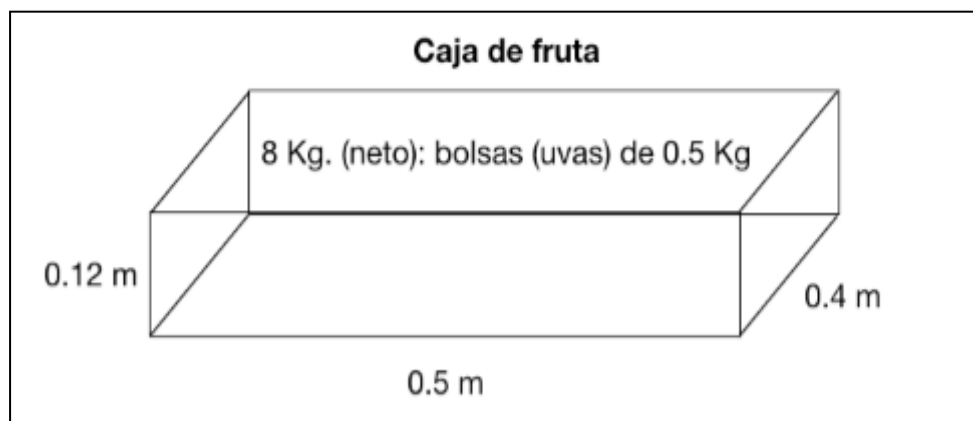 Caja de fruta
8 Kg. (neto): bolsas (uvas) de 0.5 Kg
0.12 m
0.4 m
0.5 m